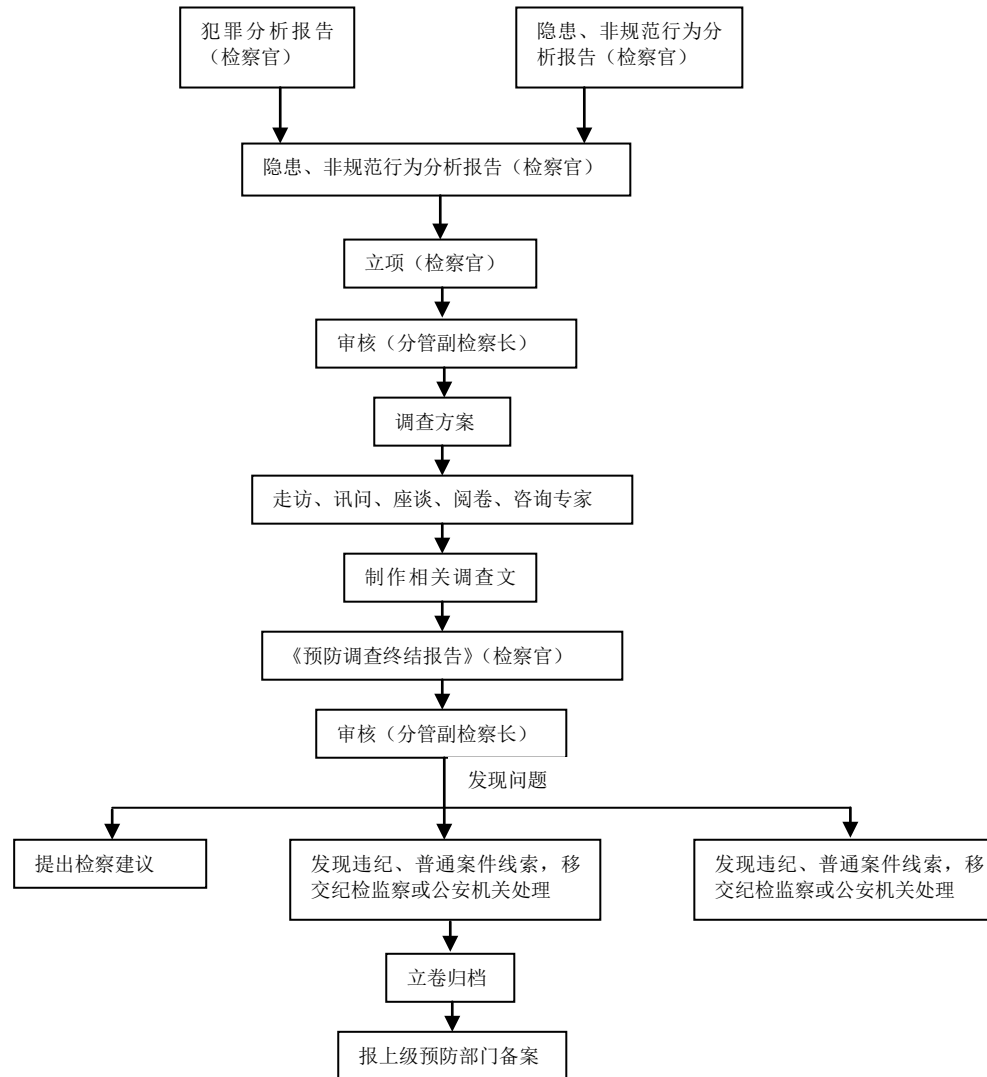 犯罪分析报告
（检察官）
隐患、非规范行为分
析报告（检察官）
隐患、非规范行为分析报告（检察官）
立项（检察官）
审核（分管副检察长）
调查方案
走访、讯问、座谈、阅卷、咨询专家
制作相关调查文
《预防调查终结报告》（检察官）
审核（分管副检察长）
发现问题
提出检察建议
发现违纪、普通案件线索，移
交纪检监察或公安机关处理
发现违纪、普通案件线索，移
交纪检监察或公安机关处理
立卷归档
报上级预防部门备案